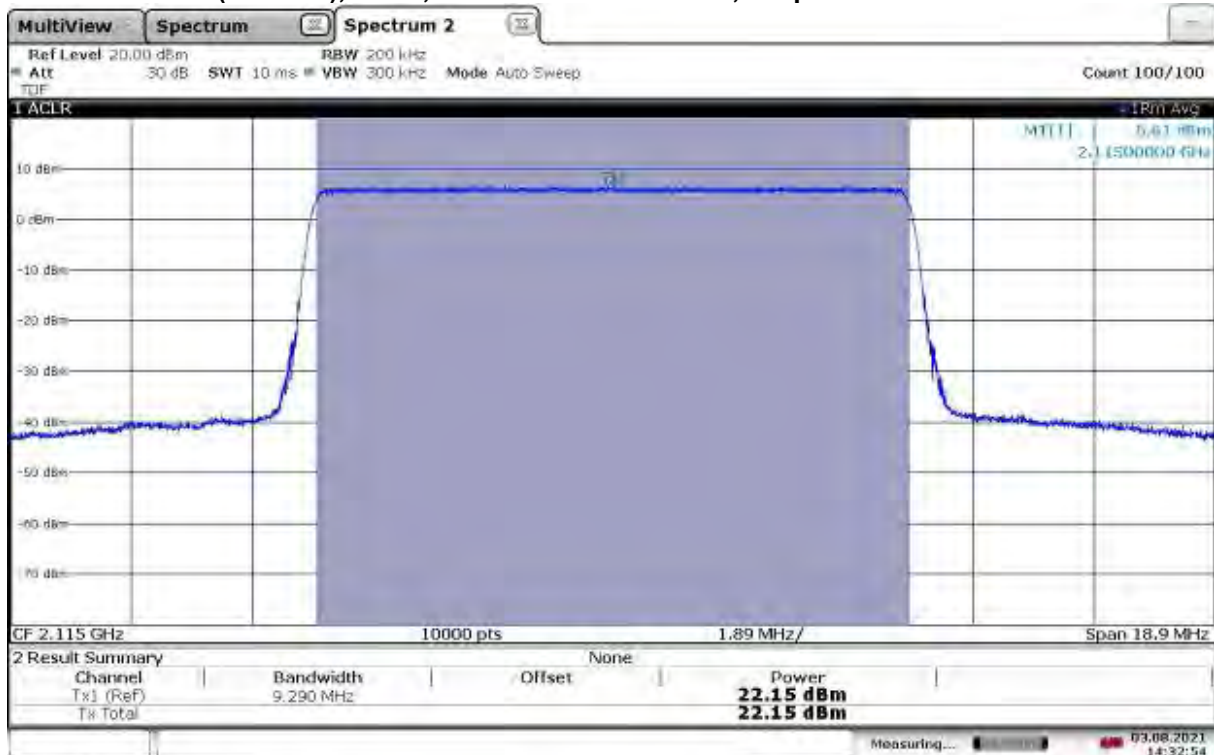 MultiView Spectrum Spectrum 2
Ref Level 20.00 dBm RBW 200 kHz
Att 30 dB SWT 10 ms VBW 300 kHz Mode Auto Sweep Count 100/100
TDF
1 ACLR 1Rm Avg
M1[1] 5.61 dBm
2.11500000 GHz
10 dBm
M1
0 dBm
-10 dBm
-20 dBm
-30 dBm
-40 dBm
-50 dBm
-60 dBm
-70 dBm
CF 2.115 GHz 10000 pts 1.89 MHz/ Span 18.9 MHz
2 Result Summary None
Channel Bandwidth Offset Power
Tx1 (Ref) 9.290 MHz 22.15 dBm
Tx Total 22.15 dBm
Measuring... 03.08.2021
14:32:54